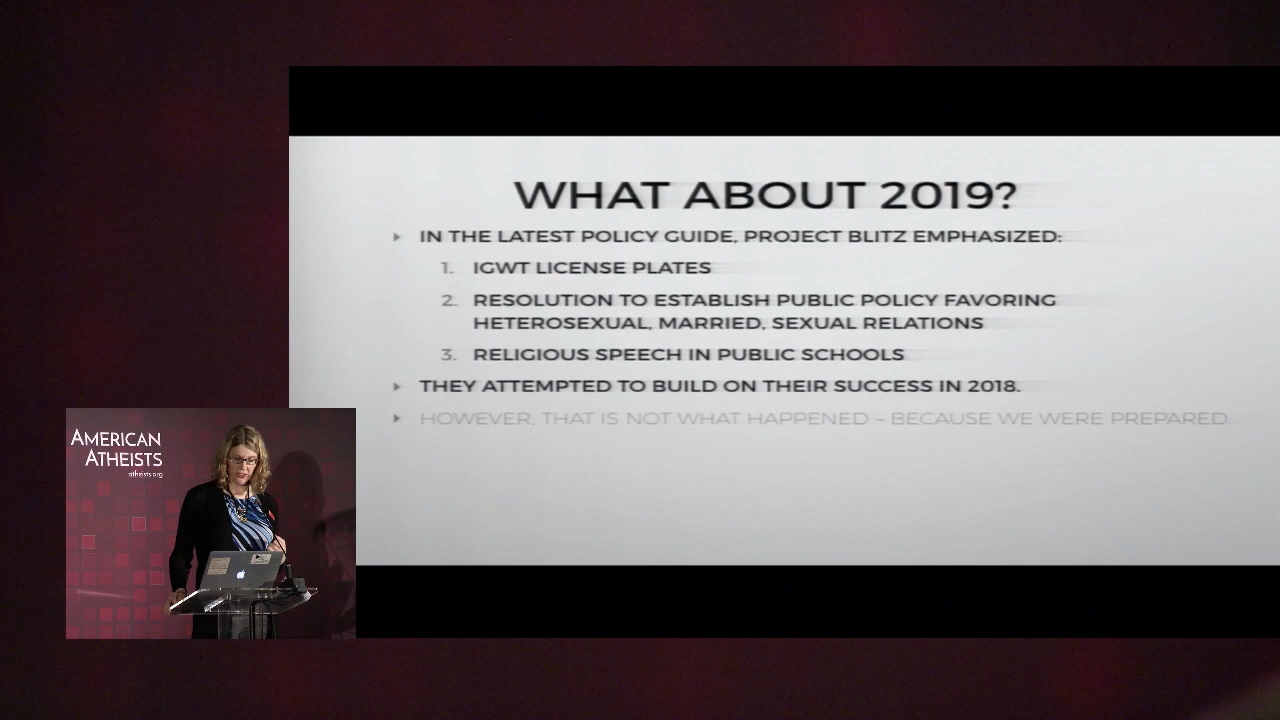 WHAT ABOUT 2019?
IN THE LATEST POLICY GUIDE, PROJECT BLITZ EMPHASIZED:
1. IGWT LICENSE PLATES
2. RESOLUTION TO ESTABLISH PUBLIC POLICY FAVORING
HETEROSEXUAL, MARRIED, SEXUAL RELATIONS
3. RELIGIOUS SPEECH IN PUBLIC SCHOOLS
THEY ATTEMPTED TO BUILD ON THEIR SUCCESS IN 2018.
HOWEVER, THAT IS NOT WHAT HAPPENED – BECAUSE WE WERE PREPARED.
AMERICAN
ATHEISTS
atheists.org